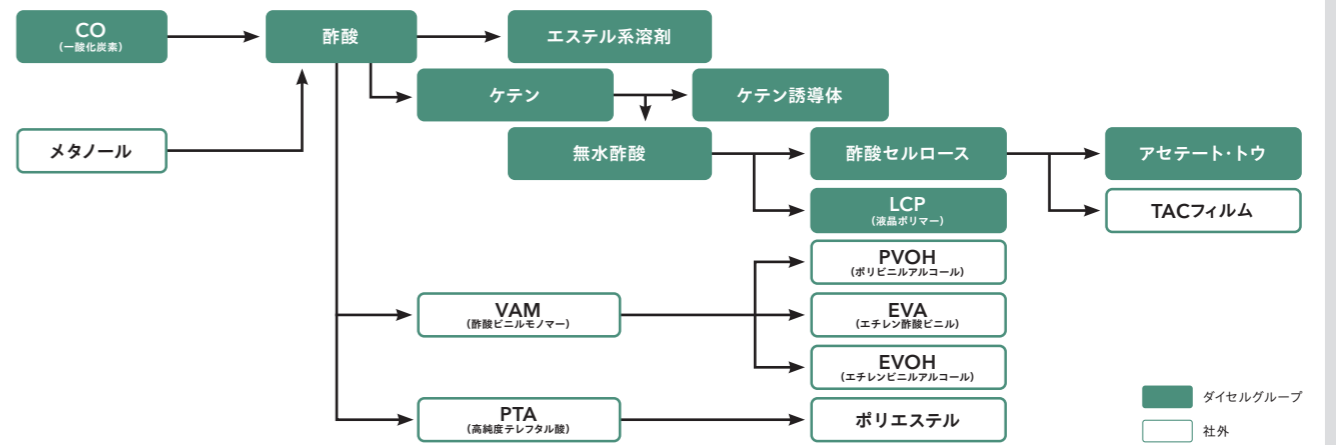 CO
(一酸化炭素)
酢酸
エステル系溶剤
ケテン
ケテン誘導体
メタノール
無水酢酸
酢酸セルロース
アセテート・トウ
LCP
(液晶ポリマー)
TACフィルム
PVOH
(ポリビニルアルコール)
VAM
(酢酸ビニルモノマー)
EVA
(エチレン酢酸ビニル)
EVOH
(エチレンビニルアルコール)
PTA
(高純度テレフタル酸)
ポリエステル
ダイセルグループ
社外